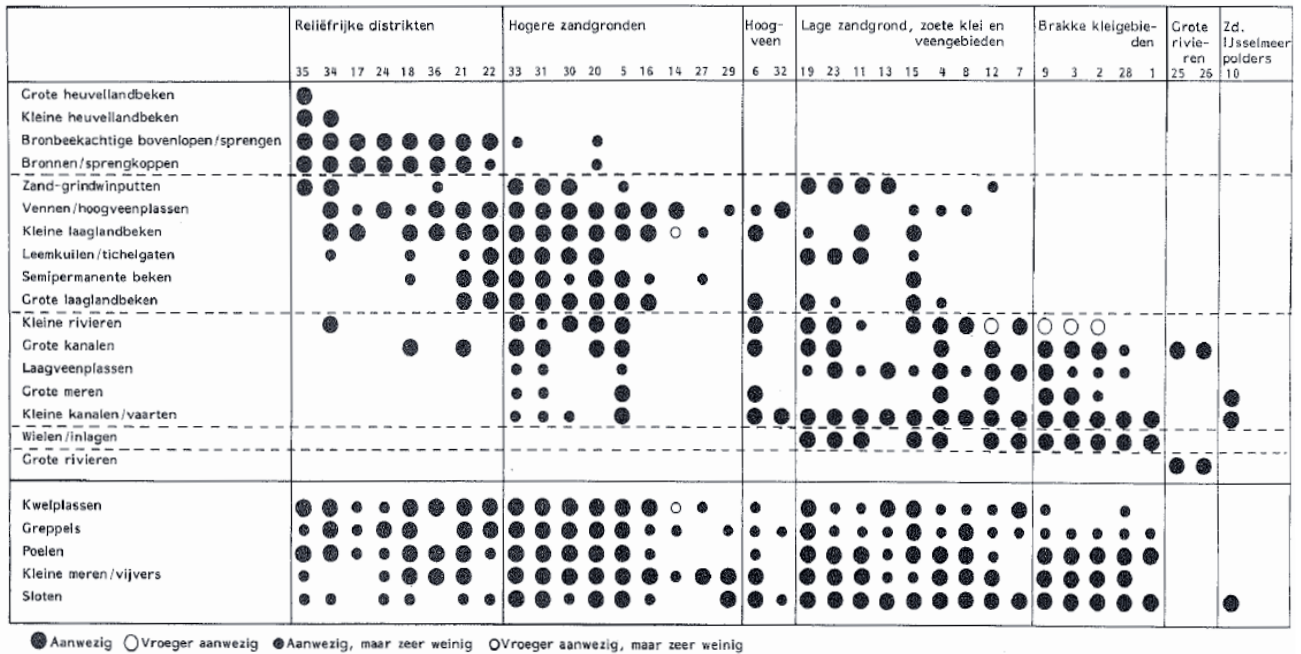 Reliëfrijke distrikten Hogere zandgronden Hoog- Lage zandgrond, zoete klei en Brakke kleigebie- Grote Zd.
veen veengebieden den rivie- IJsselmeer
ren polders
35 34 17 24 18 36 21 22 33 31 30 20 5 16 14 27 29 6 32 19 23 11 13 15 4 8 12 7 9 3 2 28 1 25 26 10
Grote heuvellandbeken
Kleine heuvellandbeken
Bronbeekachtige bovenlopen/sprengen
Bronnen/sprengkoppen
Zand-grindwinputten
Vennen/hoogveenplassen
Kleine laaglandbeken
Leemkuilen/tichelgaten
Semipermanente beken
Grote laaglandbeken
Kleine rivieren
Grote kanalen
Laagveenplassen
Grote meren
Kleine kanalen/vaarten
Wielen/inlagen
Grote rivieren
Kwelplassen
Greppels
Poelen
Kleine meren/vijvers
Sloten
Aanwezig Vroeger aanwezig Aanwezig, maar zeer weinig Vroeger aanwezig, maar zeer weinig